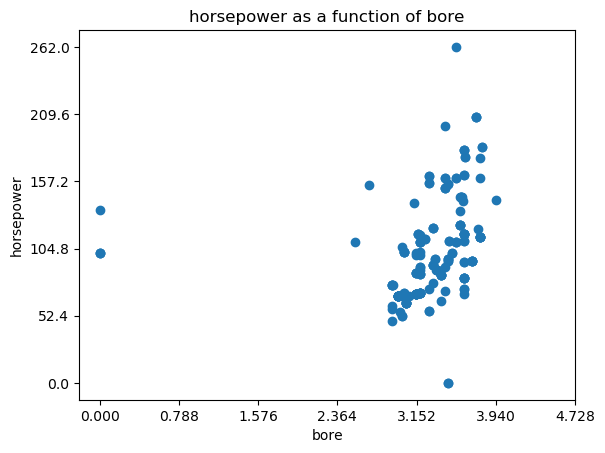 horsepower as a function of bore
262.0
209.6
157.2
104.8
52.4
0.0
horsepower
0.000 0.788 1.576 2.364 3.152 3.940 4.728
bore